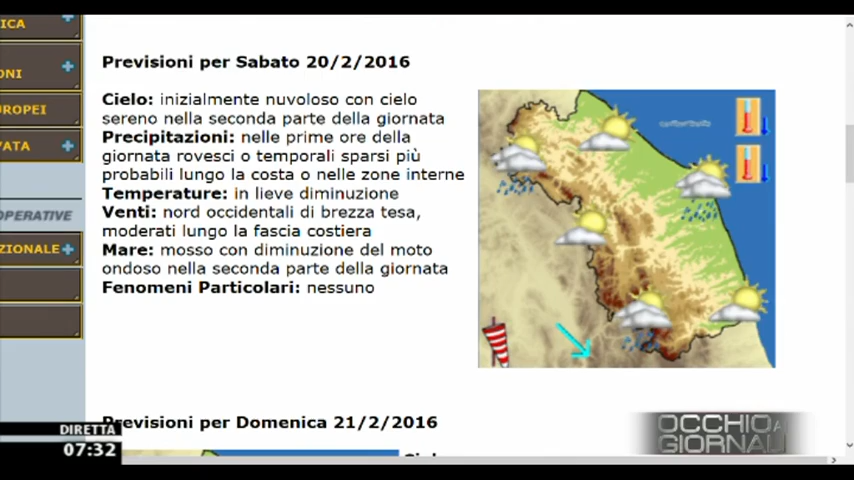 ICA
ONI
UROPEI
VATA
OPERATIVE
ZIONALE
Previsioni per Sabato 20/2/2016
Cielo: inizialmente nuvoloso con cielo
sereno nella seconda parte della giornata
Precipitazioni: nelle prime ore della
giornata rovesci o temporali sparsi più
probabili lungo la costa o nelle zone interne
Temperature: in lieve diminuzione
Venti: nord occidentali di brezza tesa,
moderati lungo la fascia costiera
Mare: mosso con diminuzione del moto
ondoso nella seconda parte della giornata
Fenomeni Particolari: nessuno
Previsioni per Domenica 21/2/2016
DIRETTA
07:32
OCCHIO AI
GIORNALI